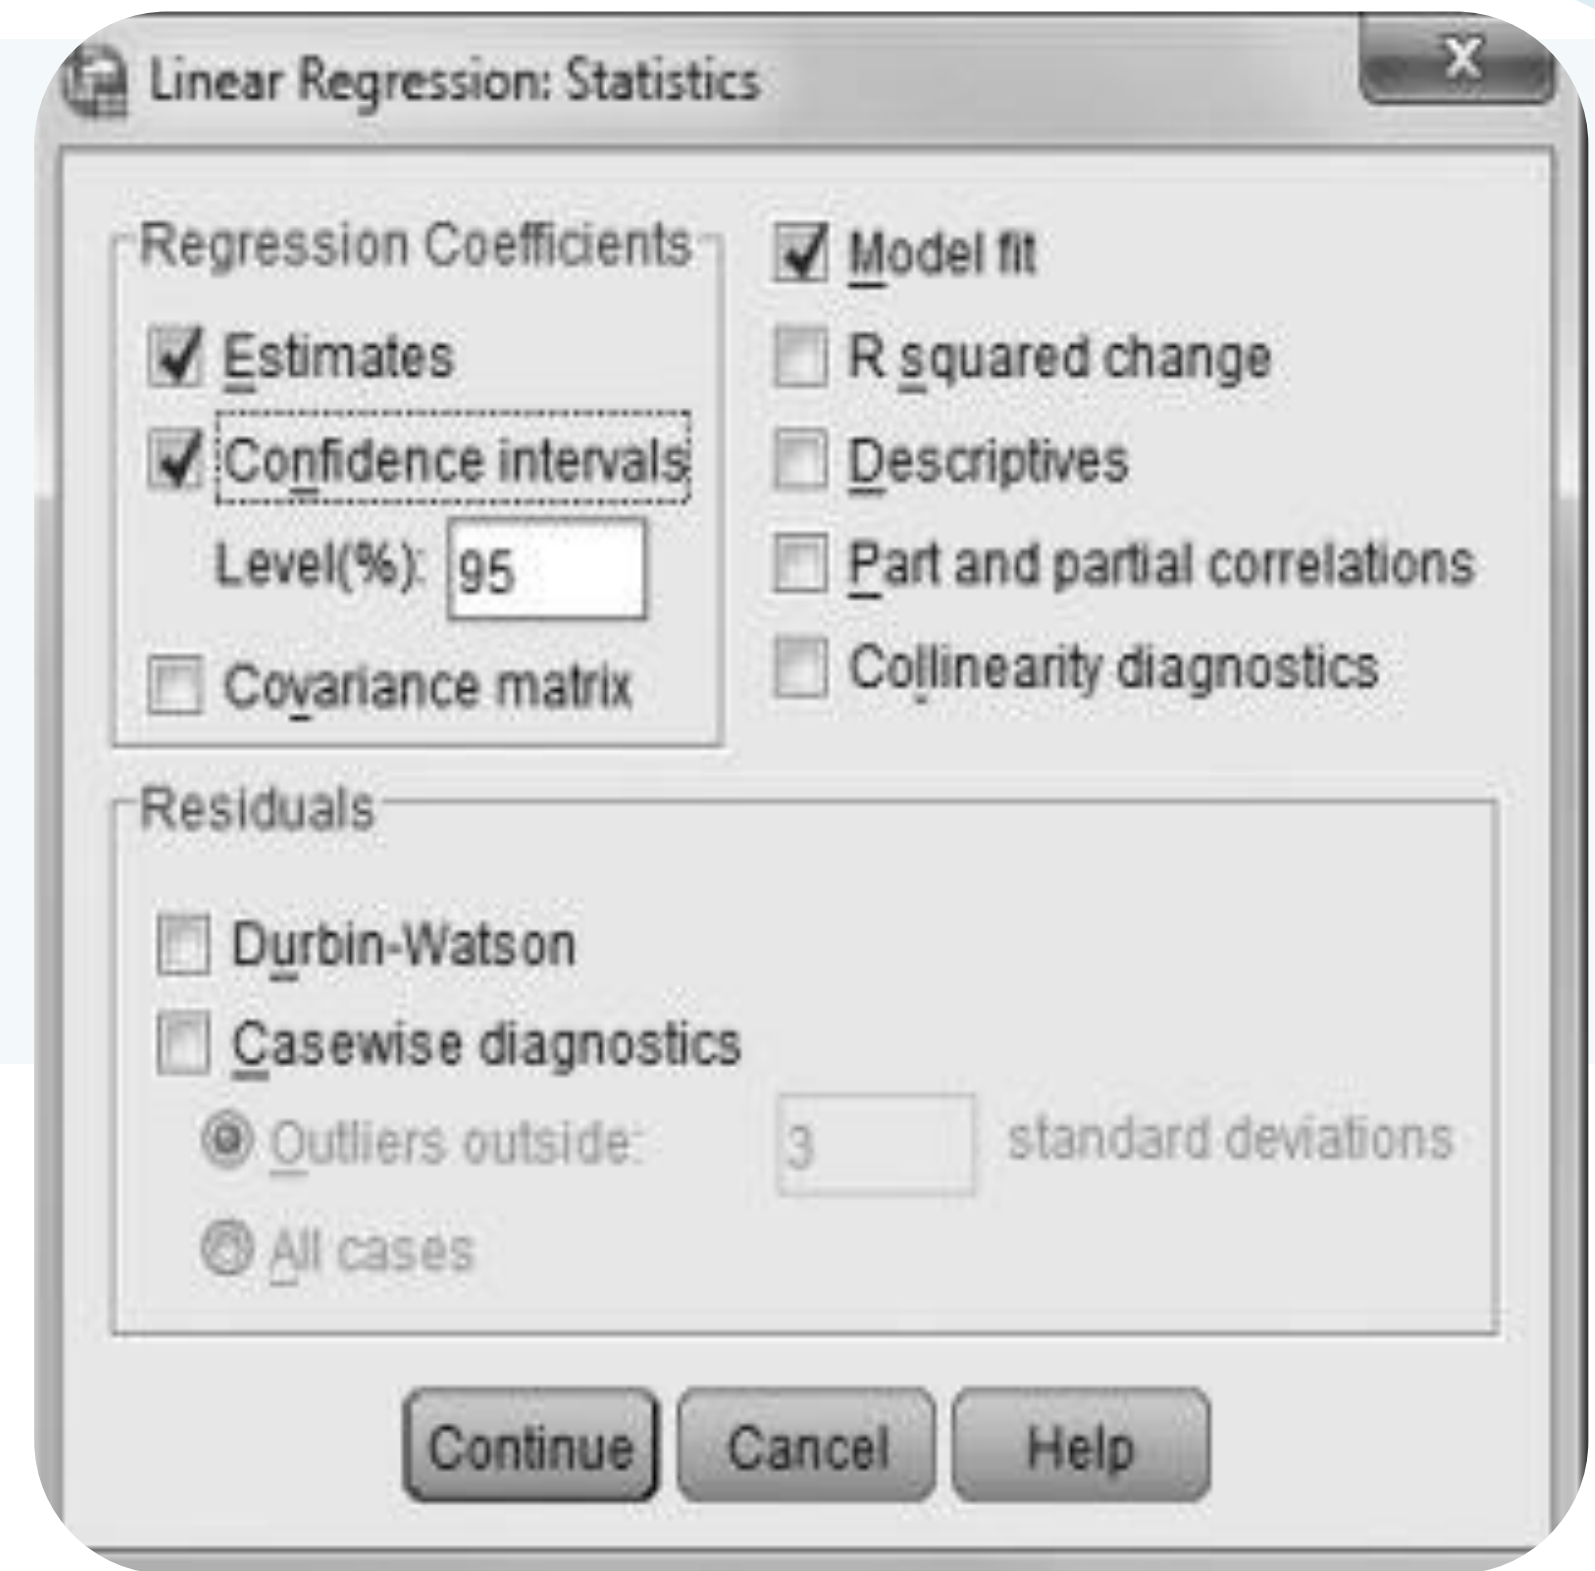 Linear Regression: Statistics
X
Regression Coefficients
Estimates
Confidence intervals
Level(%): 95
Covariance matrix
Model fit
R squared change
Descriptives
Part and partial correlations
Collinearity diagnostics
Residuals
Durbin-Watson
Casewise diagnostics
Outliers outside: 3 standard deviations
All cases
Continue Cancel Help